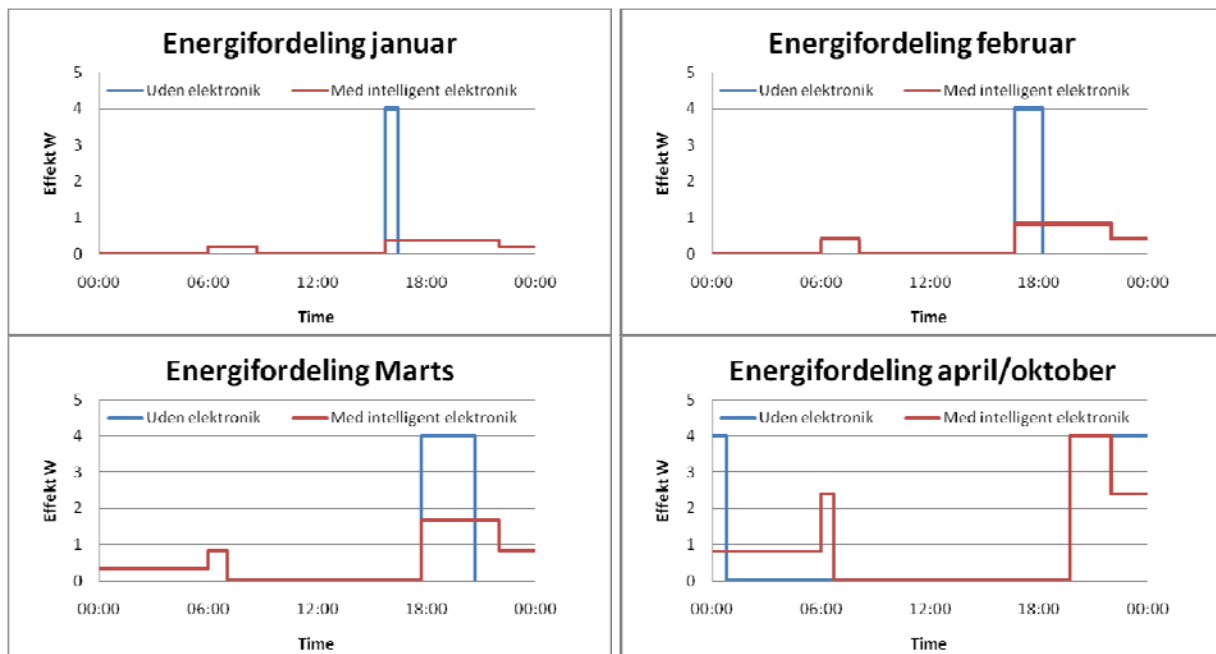 Energifordeling januar
5
Uden elektronik Med intelligent elektronik
4
3
2
1
0
Effekt W
00:00 06:00 12:00 18:00 00:00
Time
Energifordeling februar
5
Uden elektronik Med intelligent elektronik
4
3
2
1
0
Effekt W
00:00 06:00 12:00 18:00 00:00
Time
Energifordeling Marts
5
Uden elektronik Med intelligent elektronik
4
3
2
1
0
Effekt W
00:00 06:00 12:00 18:00 00:00
Time
Energifordeling april/oktober
5
Uden elektronik Med intelligent elektronik
4
3
2
1
0
Effekt W
00:00 06:00 12:00 18:00 00:00
Time